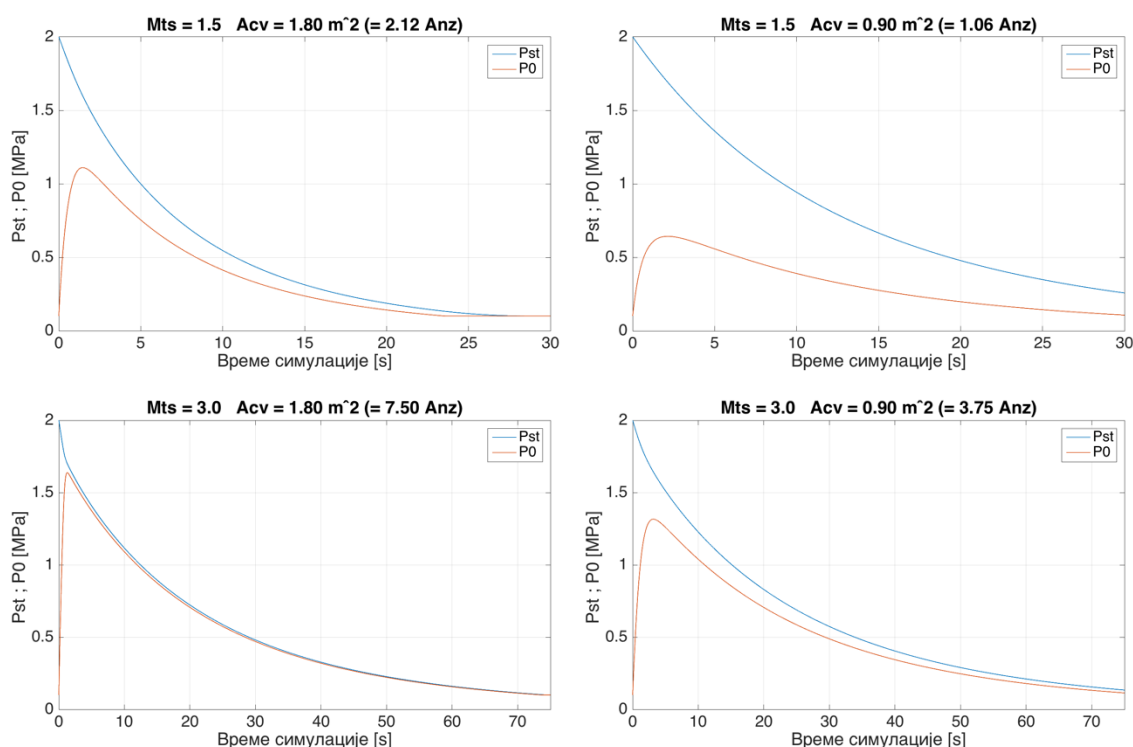 Mts = 1.5 Acv = 1.80 m^2 (= 2.12 Anz)
Pst ; P0 [MPa]
2
1.5
1
0.5
0
Pst
P0
0 5 10 15 20 25 30
Време симулације [s]
Mts = 1.5 Acv = 0.90 m^2 (= 1.06 Anz)
Pst ; P0 [MPa]
2
1.5
1
0.5
0
Pst
P0
0 5 10 15 20 25 30
Време симулације [s]
Mts = 3.0 Acv = 1.80 m^2 (= 7.50 Anz)
Pst ; P0 [MPa]
2
1.5
1
0.5
0
Pst
P0
0 10 20 30 40 50 60 70
Време симулације [s]
Mts = 3.0 Acv = 0.90 m^2 (= 3.75 Anz)
Pst ; P0 [MPa]
2
1.5
1
0.5
0
Pst
P0
0 10 20 30 40 50 60 70
Време симулације [s]